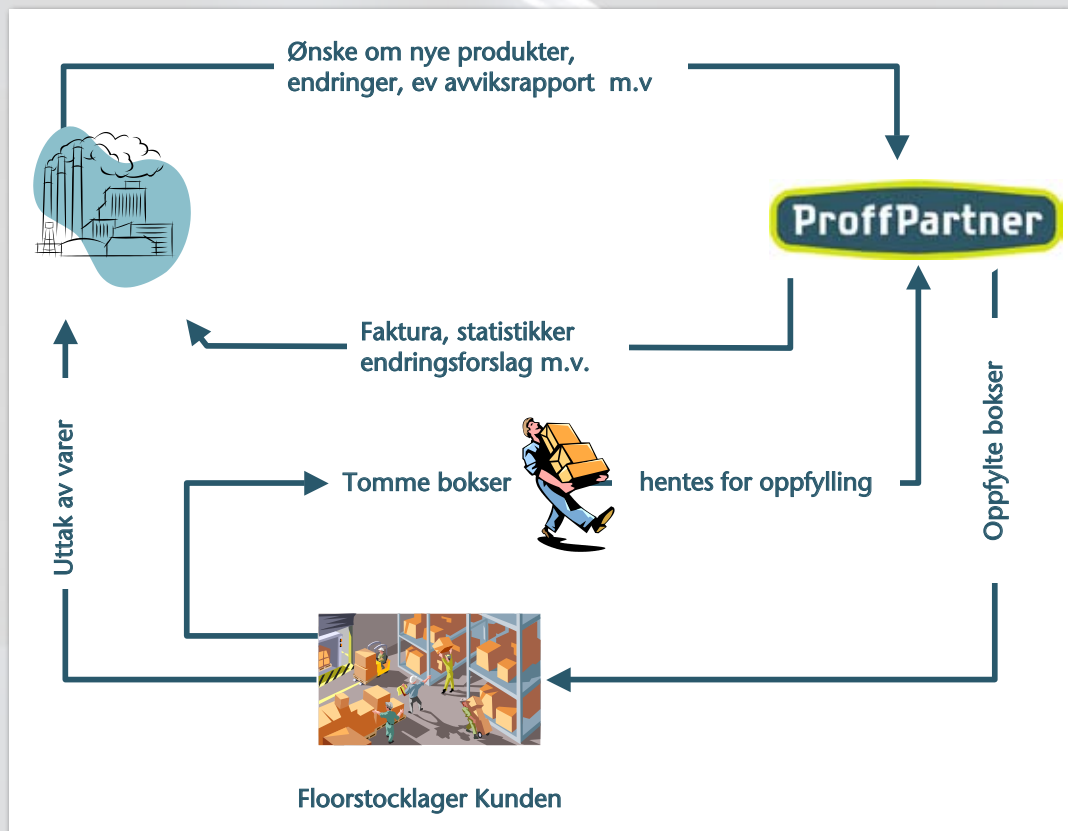 Ønske om nye produkter,
endringer, ev avviksrapport m.v
ProffPartner
Faktura, statistikker
endringsforslag m.v.
Uttak av varer
Tomme bokser
hentes for oppfylling
Oppfylte bokser
Floorstocklager Kunden